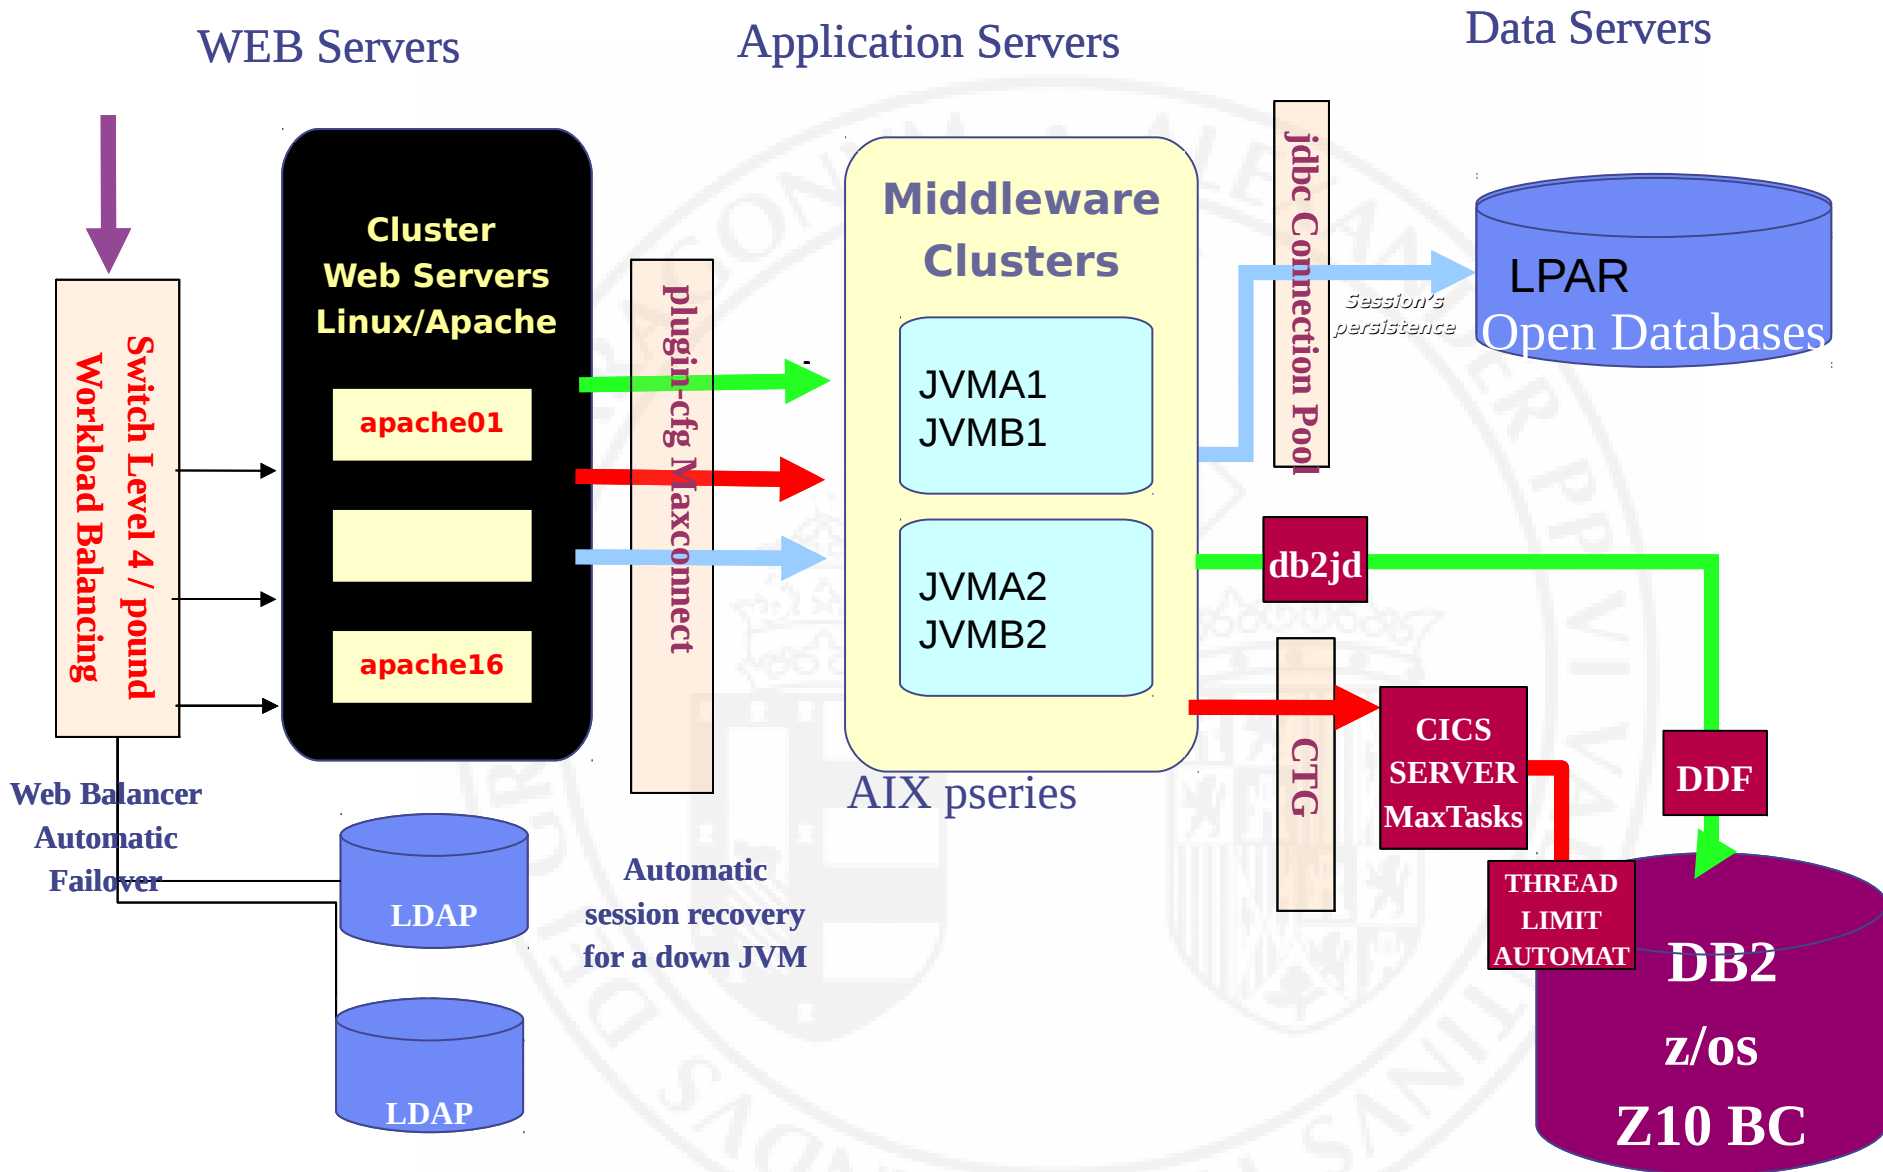 WEB Servers
Application Servers
Data Servers
Switch Level 4 / pound
Workload Balancing
Cluster
Web Servers
Linux/Apache
apache01
apache16
plugin-cfg Maxconnect
Middleware
Clusters
JVMA1
JVMB1
JVMA2
JVMB2
AIX pseries
jdbc Connection Pool
Session's
persistence
LPAR
Open Databases
db2jd
CTG
CICS
SERVER
MaxTasks
DDF
THREAD
LIMIT
AUTOMAT
DB2
z/os
Z10 BC
Web Balancer
Automatic
Failover
LDAP
LDAP
Automatic
session recovery
for a down JVM